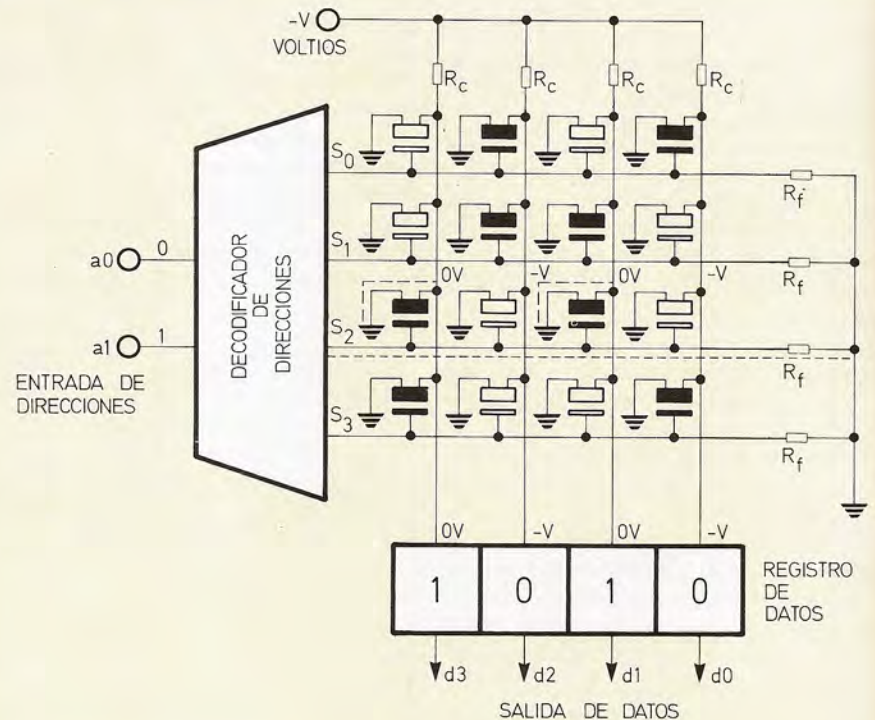 -V
VOLTIOS
Rc Rc Rc Rc
S0
Rf
a0 0
S1
Rf
0V -V 0V -V
DECODIFICADOR
DE
DIRECCIONES
S2
Rf
a1 1
ENTRADA DE
DIRECCIONES
S3
Rf
0V -V 0V -V
1 0 1 0
REGISTRO
DE
DATOS
d3 d2 d1 d0
SALIDA DE DATOS